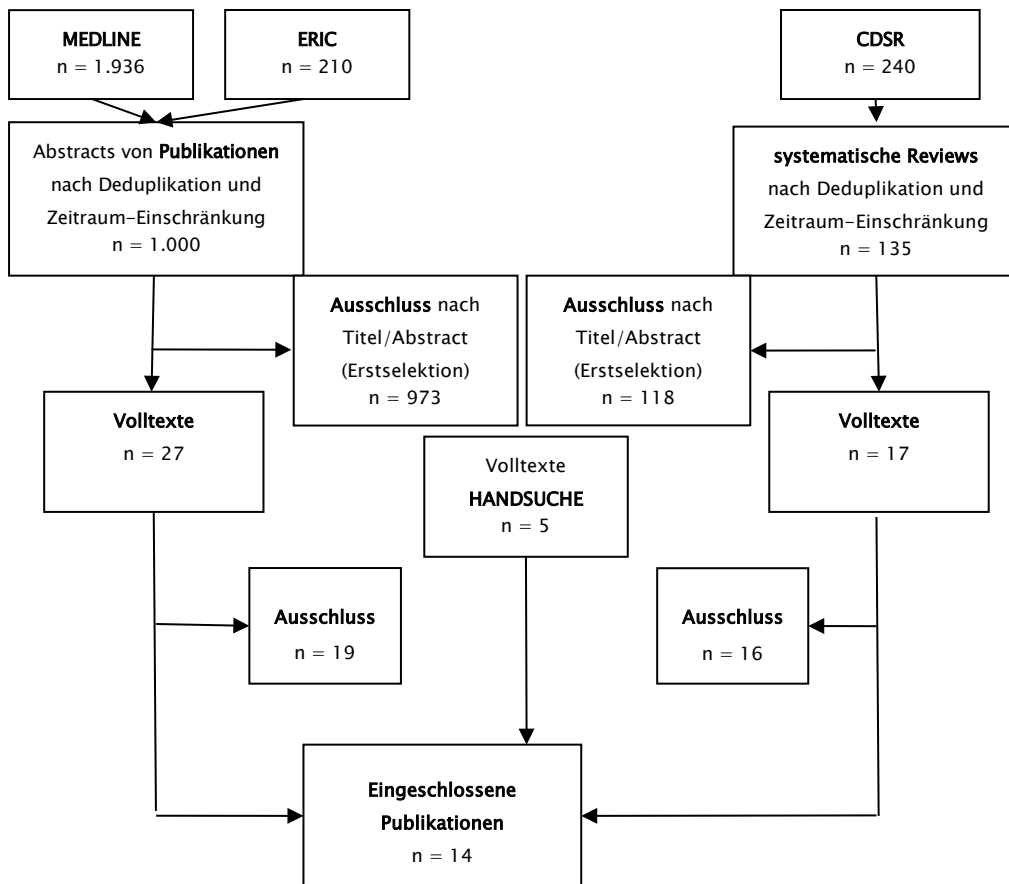 MEDLINE
n = 1.936
ERIC
n = 210
CDSR
n = 240
Abstracts von Publikationen
nach Deduplikation und
Zeitraum-Einschränkung
n = 1.000
systematische Reviews
nach Deduplikation und
Zeitraum-Einschränkung
n = 135
Ausschluss nach
Titel/Abstract
(Erstselektion)
n = 973
Ausschluss nach
Titel/Abstract
(Erstselektion)
n = 118
Volltexte
n = 27
Volltexte
HANDSUCHE
n = 5
Volltexte
n = 17
Ausschluss
n = 19
Ausschluss
n = 16
Eingeschlossene
Publikationen
n = 14